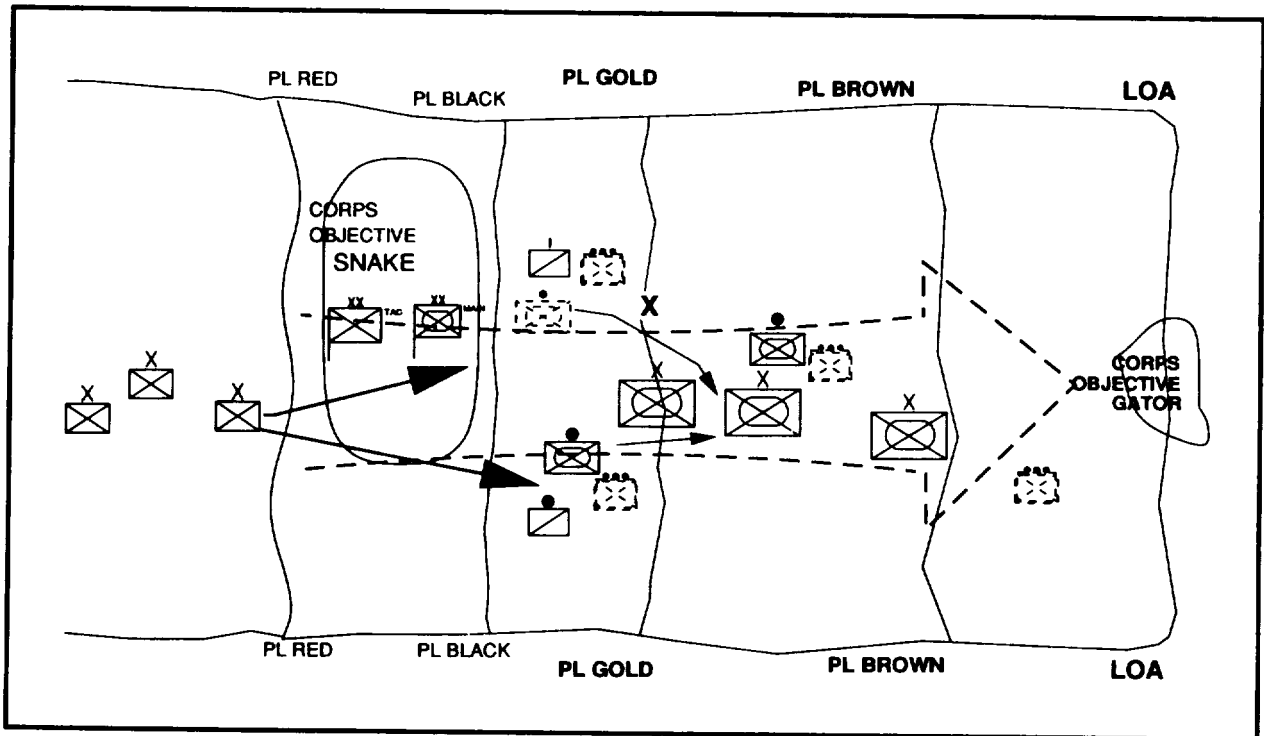 PL RED
PL BLACK
PL GOLD
PL BROWN
LOA
CORPS
OBJECTIVE
SNAKE
XX
TAC
XX
MAIN
I
X
X
X
X
X
X
X
CORPS
OBJECTIVE
GATOR
PL RED
PL BLACK
PL GOLD
PL BROWN
LOA